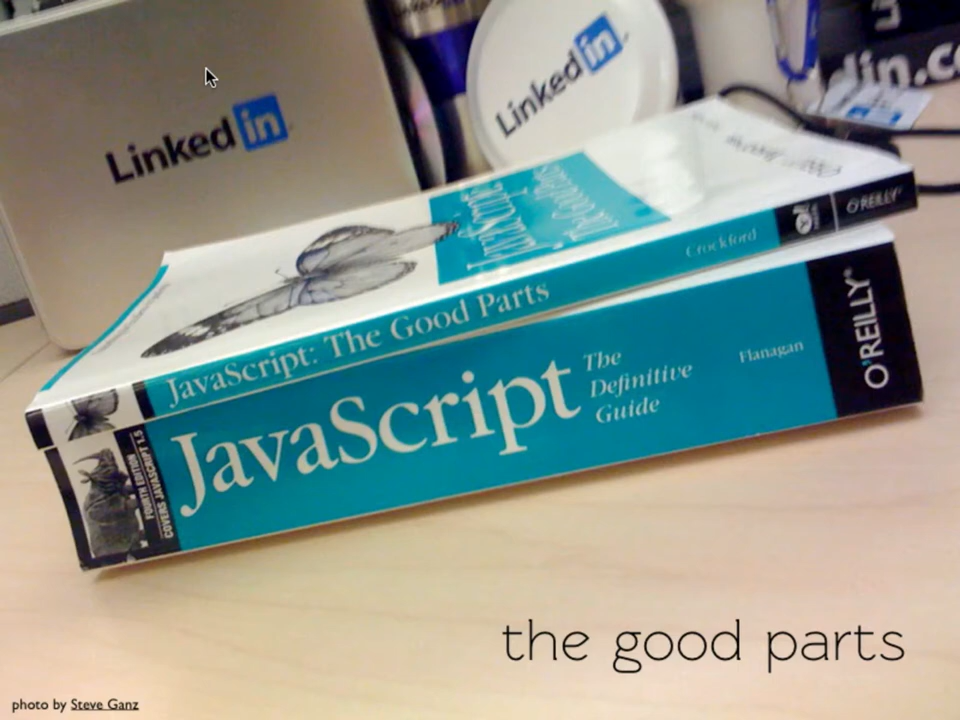 Linked in
Linked in
in.c
JavaScript: The Good Parts
Crockford
O'REILLY®
JavaScript
The
Definitive
Guide
Flanagan
O'REILLY®
FOURTH EDITION
COVERS JAVASCRIPT 1.5
the good parts
photo by Steve Ganz